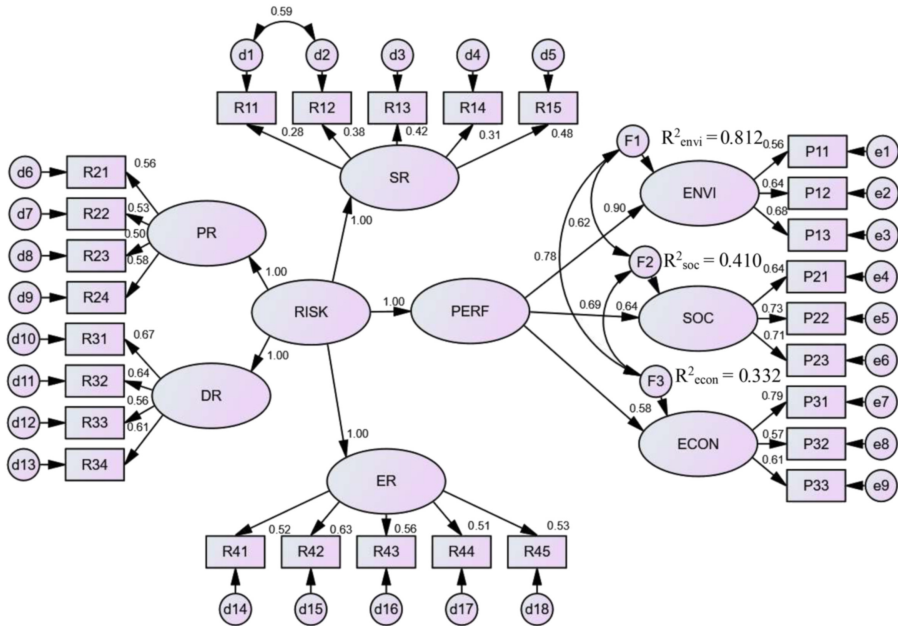 0.59
d1 d2 d3 d4 d5
R11 R12 R13 R14 R15
0.28 0.38 0.42 0.31 0.48
SR
1.00
d6 R21 0.56
d7 R22 0.53
d8 R23 0.50
d9 R24 0.58
PR
1.00
RISK
1.00
PERF
d10 R31 0.67
d11 R32 0.64
d12 R33 0.56
d13 R34 0.61
DR
1.00
1.00
ER
0.52 0.63 0.56 0.51 0.53
R41 R42 R43 R44 R45
d14 d15 d16 d17 d18
F1 R²envi = 0.812
0.62 0.90
0.78
ENVI
0.56 P11 e1
0.64 P12 e2
0.68 P13 e3
F2 R²soc = 0.410
0.69 0.64
SOC
0.64 P21 e4
0.73 P22 e5
0.71 P23 e6
F3 R²econ = 0.332
0.58
ECON
0.79 P31 e7
0.57 P32 e8
0.61 P33 e9